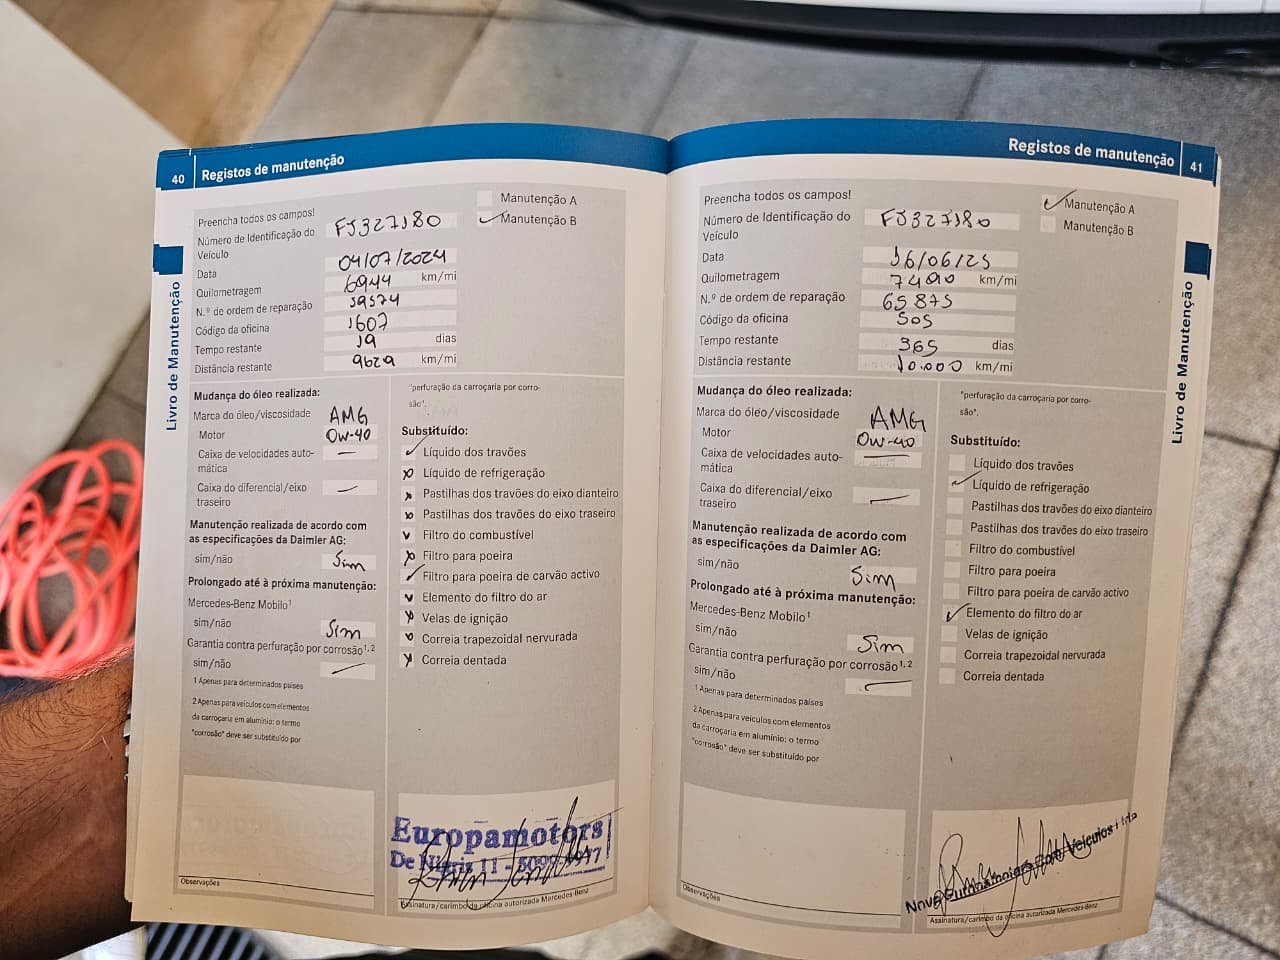 40 Registos de manutenção
Preencha todos os campos!
Manutenção A
Manutenção B
Número de Identificação do Veículo FJ327180
Data 04/07/2024
Quilometragem 6944 km/mi
N.º de ordem de reparação 19574
Código da oficina 1607
Tempo restante 19 dias
Distância restante 9629 km/mi
Mudança do óleo realizada:
Marca do óleo/viscosidade AMG
Motor 0W-40
Caixa de velocidades auto-
mática
Caixa do diferencial/eixo
traseiro
Manutenção realizada de acordo com
as especificações da Daimler AG:
sim/não Sim
Prolongado até à próxima manutenção:
Mercedes-Benz Mobilo¹
sim/não Sim
Garantia contra perfuração por corrosão¹,²
sim/não
1 Apenas para determinados países
2 Apenas para veículos com elementos
da carroçaria em alumínio: o termo
"corrosão" deve ser substituído por
"perfuração da carroçaria por corro-
são".
Substituído:
Líquido dos travões
Líquido de refrigeração
Pastilhas dos travões do eixo dianteiro
Pastilhas dos travões do eixo traseiro
Filtro do combustível
Filtro para poeira
Filtro para poeira de carvão activo
Elemento do filtro do ar
Velas de ignição
Correia trapezoidal nervurada
Correia dentada
Observações
Europamotors
Assinatura/carimbo da oficina autorizada Mercedes-Benz
Livro de Manutenção
Registos de manutenção 41
Preencha todos os campos!
Manutenção A
Manutenção B
Número de Identificação do
Veículo FJ327180
Data 16/06/25
Quilometragem 7490 km/mi
N.º de ordem de reparação 65875
Código da oficina 505
Tempo restante 365 dias
Distância restante 10.000 km/mi
Mudança do óleo realizada:
Marca do óleo/viscosidade AMG
Motor 0W-40
Caixa de velocidades auto-
mática
Caixa do diferencial/eixo
traseiro
Manutenção realizada de acordo com
as especificações da Daimler AG:
sim/não Sim
Prolongado até à próxima manutenção:
Mercedes-Benz Mobilo¹
sim/não Sim
Garantia contra perfuração por corrosão¹,²
sim/não
1 Apenas para determinados países
2 Apenas para veículos com elementos
da carroçaria em alumínio: o termo
"corrosão" deve ser substituído por
"perfuração da carroçaria por corro-
são".
Substituído:
Líquido dos travões
Líquido de refrigeração
Pastilhas dos travões do eixo dianteiro
Pastilhas dos travões do eixo traseiro
Filtro do combustível
Filtro para poeira
Filtro para poeira de carvão activo
Elemento do filtro do ar
Velas de ignição
Correia trapezoidal nervurada
Correia dentada
Observações
Veículos
Assinatura/carimbo da oficina autorizada Mercedes-Benz
Livro de Manutenção